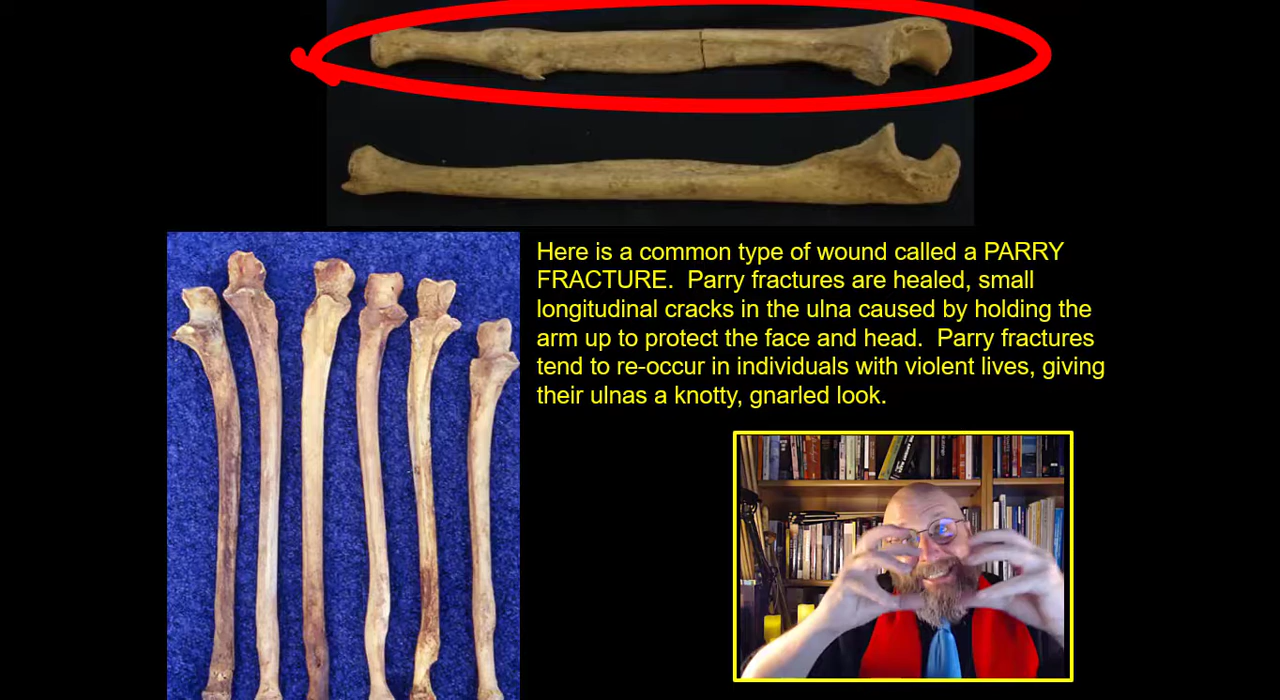 Here is a common type of wound called a PARRY
FRACTURE.  Parry fractures are healed, small
longitudinal cracks in the ulna caused by holding the
arm up to protect the face and head.  Parry fractures
tend to re-occur in individuals with violent lives, giving
their ulnas a knotty, gnarled look.